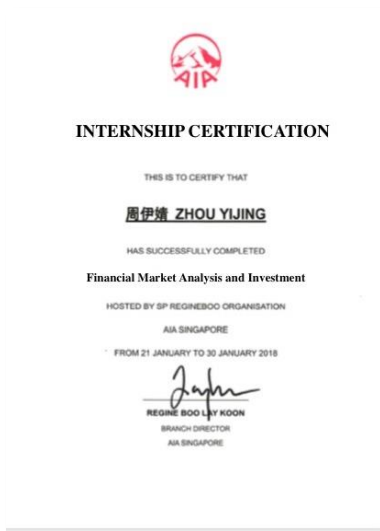 AIA
INTERNSHIP CERTIFICATION
THIS IS TO CERTIFY THAT
周伊婧 ZHOU YIJING
HAS SUCCESSFULLY COMPLETED
Financial Market Analysis and Investment
HOSTED BY SP REGINEBOO ORGANISATION
AIA SINGAPORE
FROM 21 JANUARY TO 30 JANUARY 2018
REGINE BOO LAY KOON
BRANCH DIRECTOR
AIA SINGAPORE